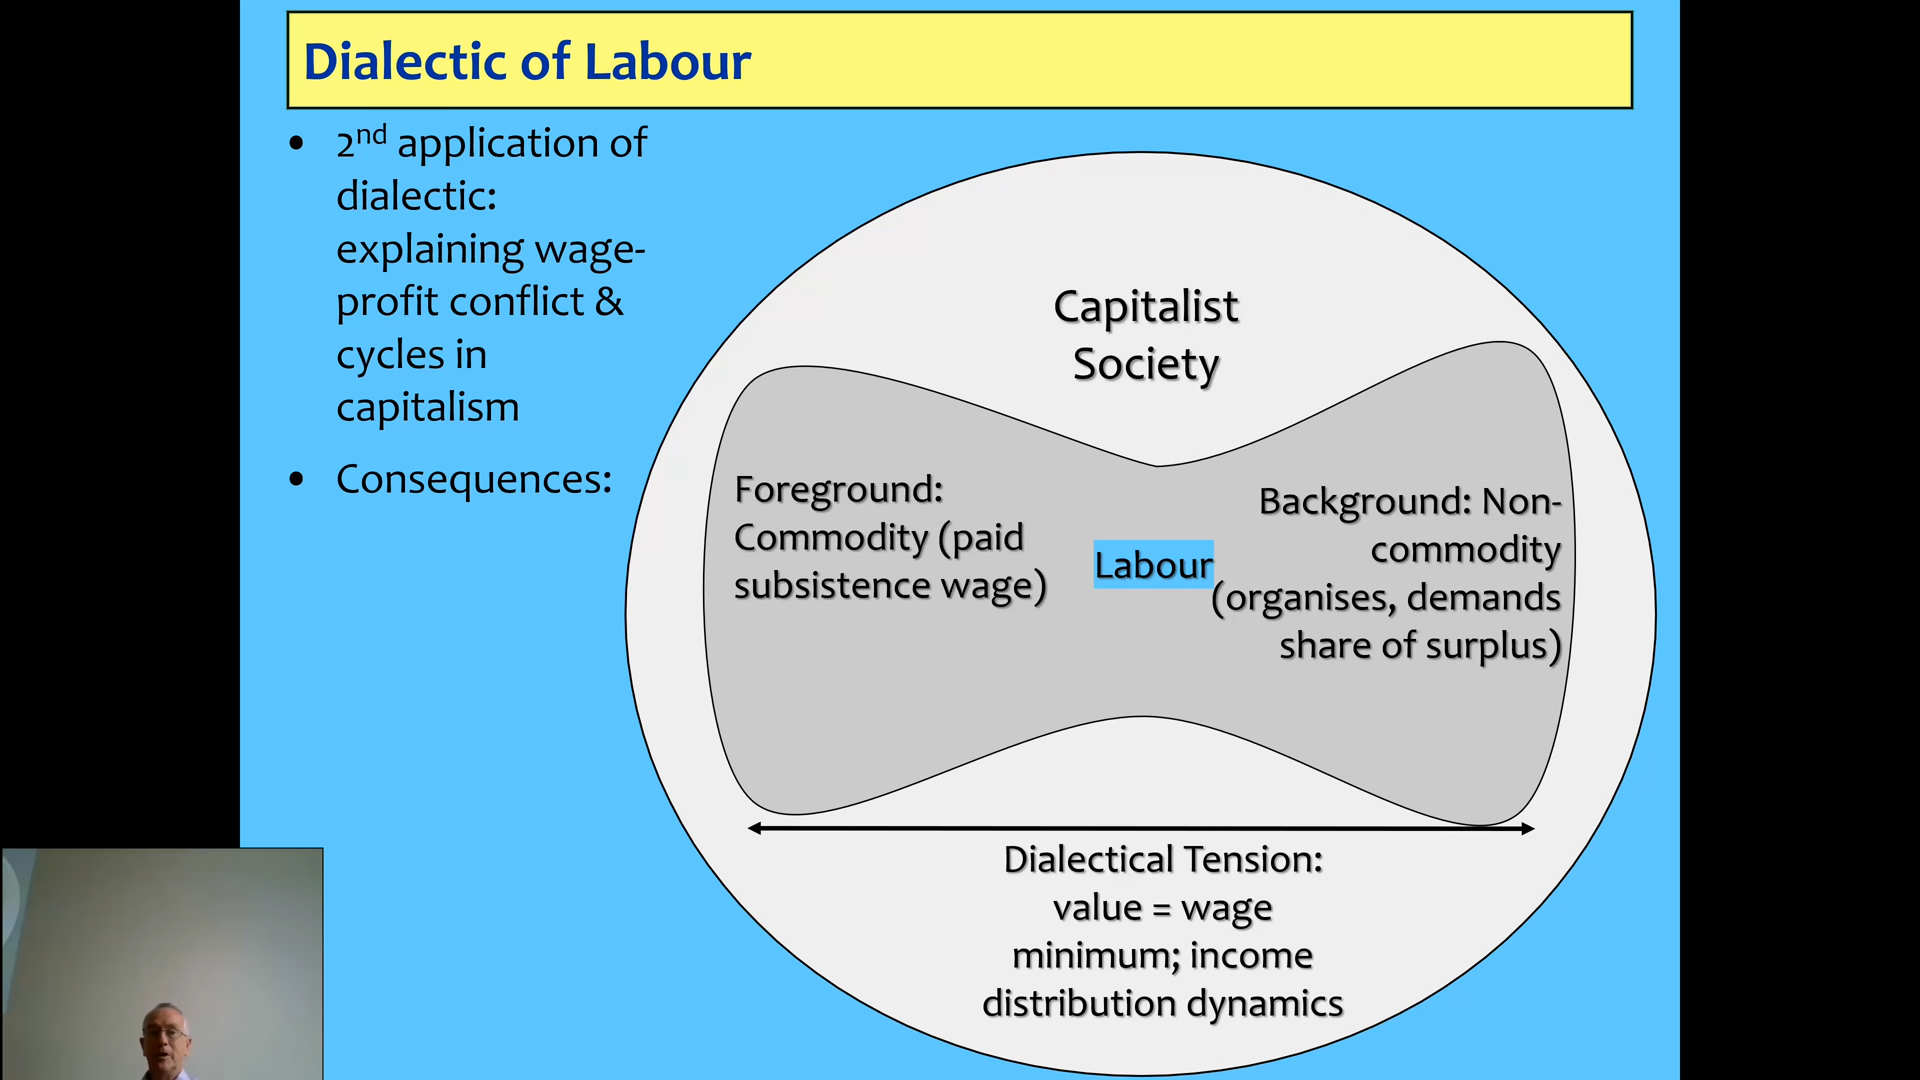 Dialectic of Labour
• 2nd application of
dialectic:
explaining wage-
profit conflict &
cycles in
capitalism
• Consequences:
Capitalist
Society
Foreground:
Commodity (paid
subsistence wage)
Labour
Background: Non-
commodity
(organises, demands
share of surplus)
Dialectical Tension:
value = wage
minimum; income
distribution dynamics